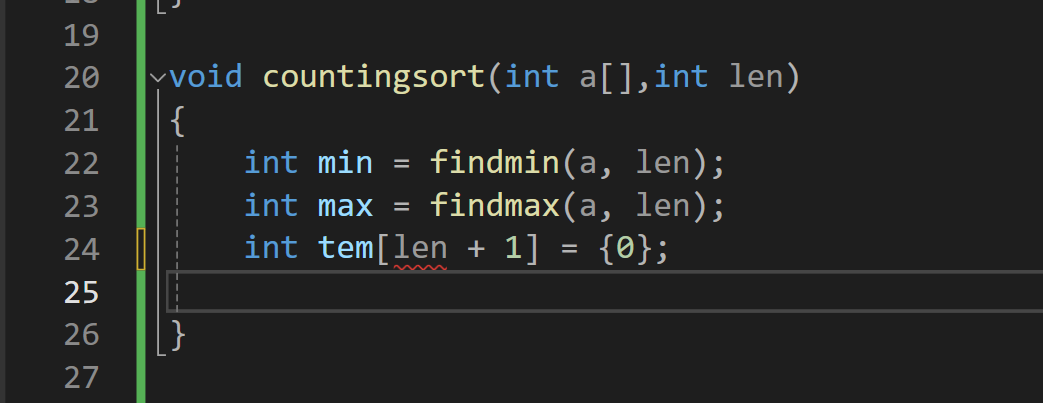 19
20 void countingsort(int a[],int len)
21 {
22 int min = findmin(a, len);
23 int max = findmax(a, len);
24 int tem[len + 1] = {0};
25
26 }
27